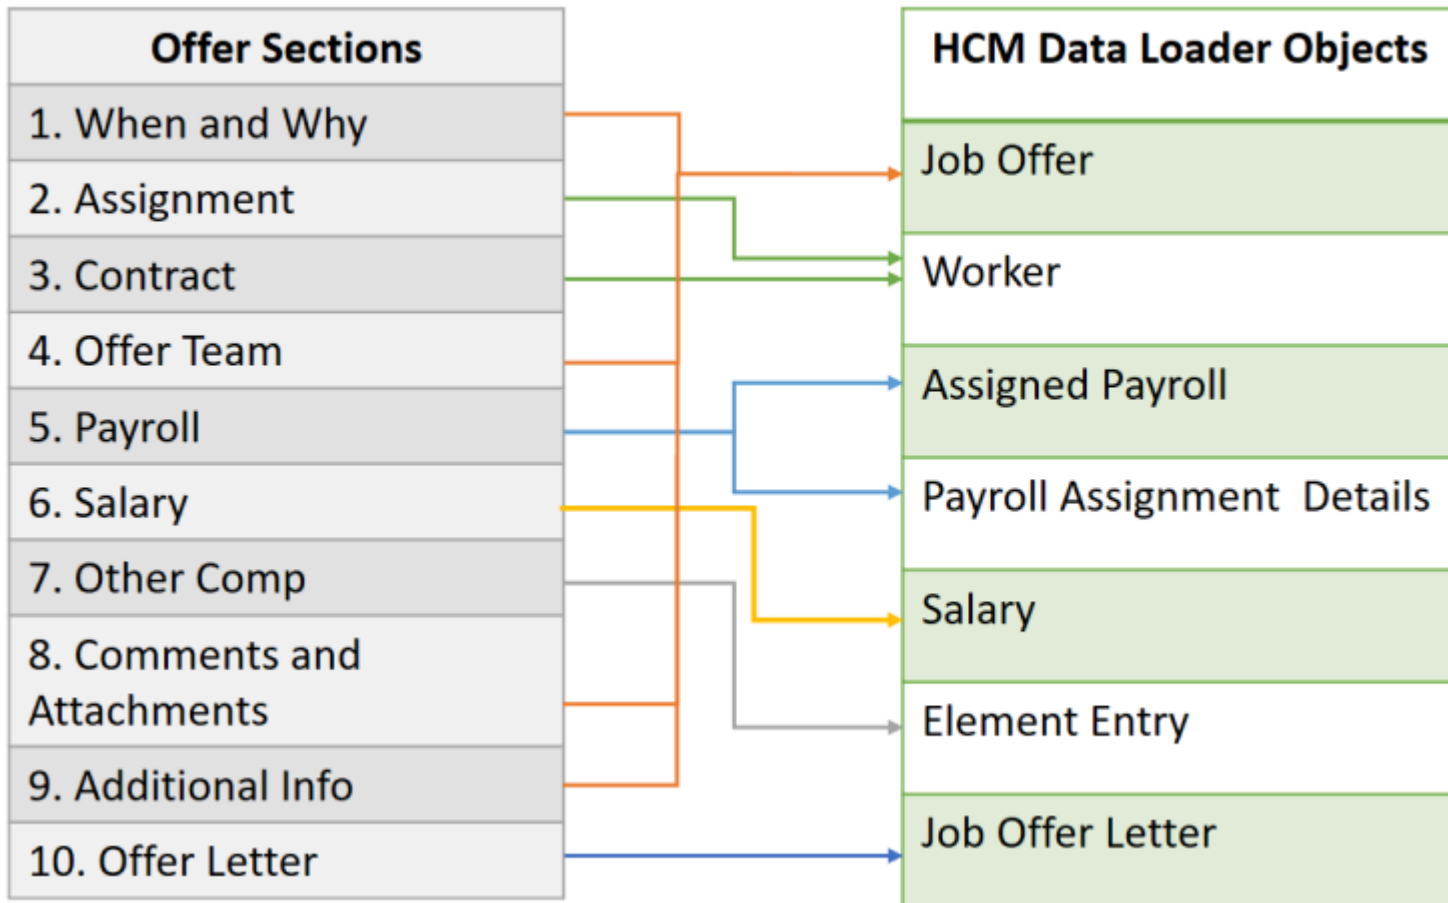 Offer Sections
1. When and Why
2. Assignment
3. Contract
4. Offer Team
5. Payroll
6. Salary
7. Other Comp
8. Comments and
Attachments
9. Additional Info
10. Offer Letter
HCM Data Loader Objects
Job Offer
Worker
Assigned Payroll
Payroll Assignment  Details
Salary
Element Entry
Job Offer Letter